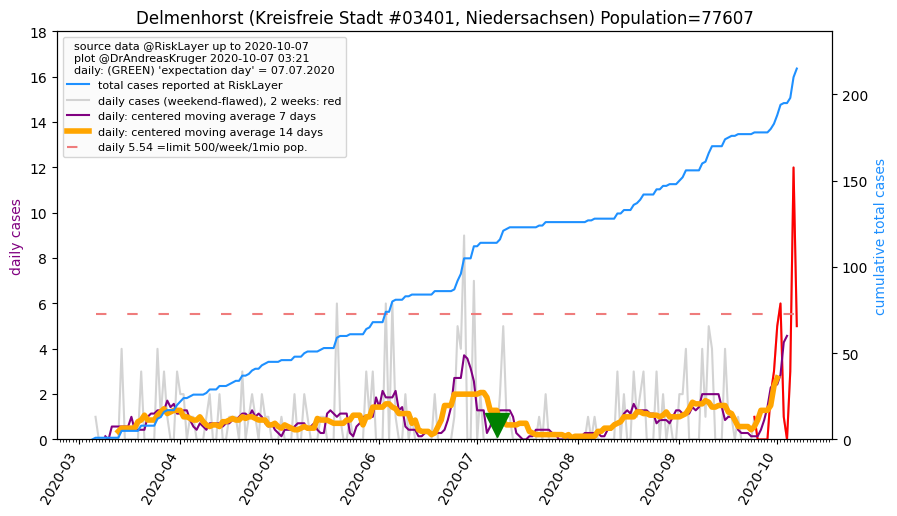 Delmenhorst (Kreisfreie Stadt #03401, Niedersachsen) Population=77607
source data @RiskLayer up to 2020-10-07
plot @DrAndreasKruger 2020-10-07 03:21
daily: (GREEN) 'expectation day' = 07.07.2020
total cases reported at RiskLayer
daily cases (weekend-flawed), 2 weeks: red
daily: centered moving average 7 days
daily: centered moving average 14 days
daily 5.54 =limit 500/week/1mio pop.
daily cases
18
16
14
12
10
8
6
4
2
0
200
150
100
50
0
cumulative total cases
2020-03
2020-04
2020-05
2020-06
2020-07
2020-08
2020-09
2020-10